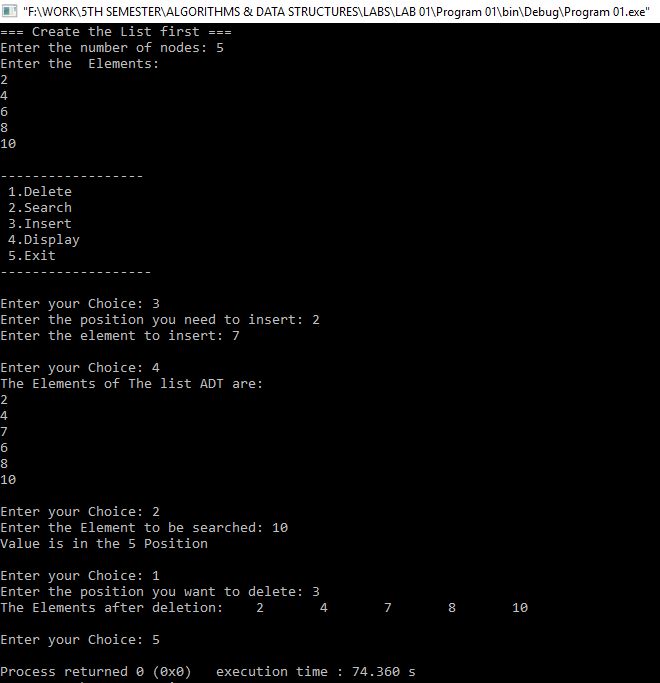 "F:\WORK\5TH SEMESTER\ALGORITHMS & DATA STRUCTURES\LABS\LAB 01\Program 01\bin\Debug\Program 01.exe"
=== Create the List first ===
Enter the number of nodes: 5
Enter the  Elements:
2
4
6
8
10
------------------
 1.Delete
 2.Search
 3.Insert
 4.Display
 5.Exit
-------------------
Enter your Choice: 3
Enter the position you need to insert: 2
Enter the element to insert: 7
Enter your Choice: 4
The Elements of The list ADT are:
2
4
7
6
8
10
Enter your Choice: 2
Enter the Element to be searched: 10
Value is in the 5 Position
Enter your Choice: 1
Enter the position you want to delete: 3
The Elements after deletion:    2       4       7       8       10
Enter your Choice: 5
Process returned 0 (0x0)   execution time : 74.360 s